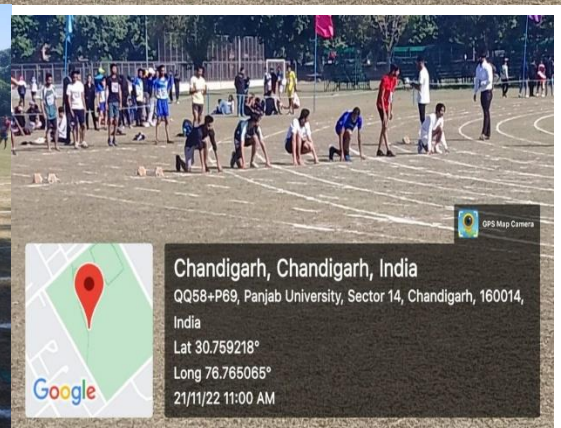 GPS Map Camera
Chandigarh, Chandigarh, India
QQ58+P69, Panjab University, Sector 14, Chandigarh, 160014,
India
Lat 30.759218°
Long 76.765065°
21/11/22 11:00 AM
Google